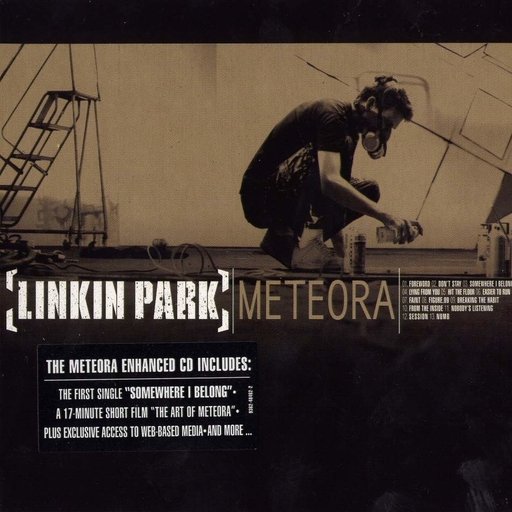 [LINKIN PARK]
METEORA
01. FOREWORD 02. DON'T STAY 03. SOMEWHERE I BELONG
04. LYING FROM YOU 05. HIT THE FLOOR 06. EASIER TO RUN
07. FAINT 08. FIGURE.09 09. BREAKING THE HABIT
10. FROM THE INSIDE 11. NOBODY'S LISTENING
12. SESSION 13. NUMB
THE METEORA ENHANCED CD INCLUDES:
THE FIRST SINGLE "SOMEWHERE I BELONG"•
A 17-MINUTE SHORT FILM "THE ART OF METEORA"•
PLUS EXCLUSIVE ACCESS TO WEB-BASED MEDIA•AND MORE ...